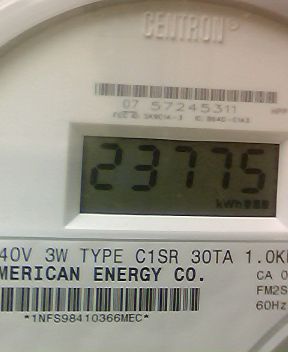 CENTRON®
07 57245311
23775
kWh
40V 3W TYPE C1SR 30TA 1.0K
MERICAN ENERGY CO.
CA 0
FM2S
60Hz
*1NFS98410366MEC*